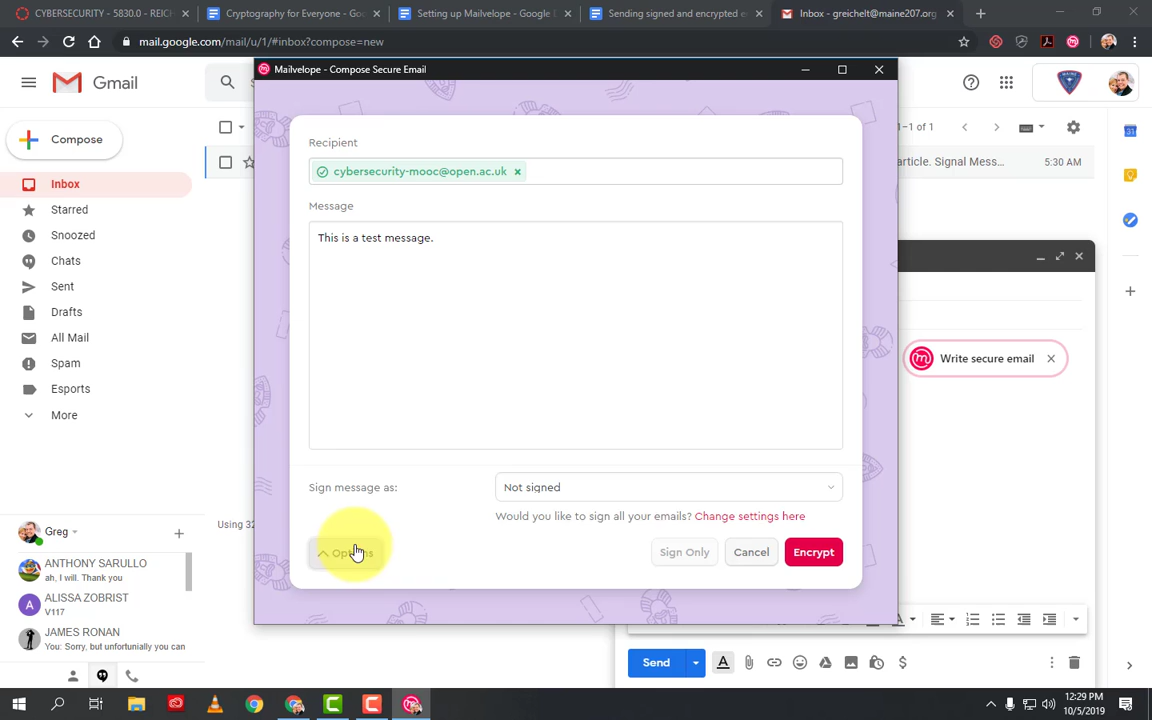 CYBERSECURITY - 5830.0 - REICH
Cryptography for Everyone - Goo
Setting up Mailvelope - Google D
Sending signed and encrypted e
Inbox - greichelt@maine207.org
mail.google.com/mail/u/1/#inbox?compose=new
Gmail
Mailvelope - Compose Secure Email
Compose
Inbox
Starred
Snoozed
Chats
Sent
Drafts
All Mail
Spam
Esports
More
1–1 of 1
article. Signal Mess... 5:30 AM
Recipient
cybersecurity-mooc@open.ac.uk
Message
This is a test message.
Write secure email
Sign message as:
Not signed
Would you like to sign all your emails? Change settings here
Options
Sign Only
Cancel
Encrypt
Using 32
Greg
ANTHONY SARULLO
ah, I will. Thank you
ALISSA ZOBRIST
V117
JAMES RONAN
You: Sorry, but unfortunially you can
Send
12:29 PM
10/5/2019